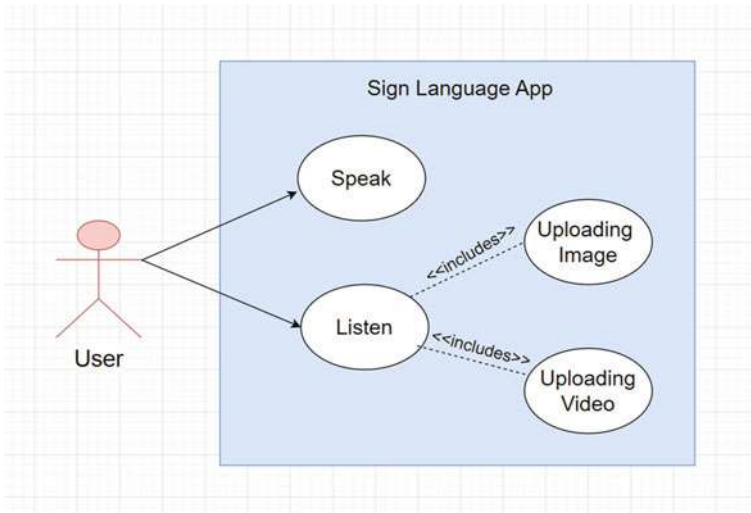 Sign Language App
Speak
Uploading
Image
<<includes>>
Listen
<<includes>>
User
Uploading
Video